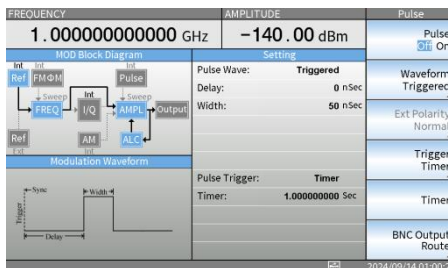 FREQUENCY
AMPLITUDE
Pulse
1.000000000000 GHz
-140.00 dBm
Pulse
Off On
MOD Block Diagram
Setting
Int
Int
Int
Ref
FMΦM
Pulse
Pulse Wave: Triggered
Waveform
Triggered
Sweep
Int
Sweep
Delay: 0 nSec
FREQ
I/Q
AMPL
Output
Width: 50 nSec
Ext Polarity
Normal
Ref
AM
ALC
Ext
Int
Modulation Waveform
Trigger
Timer
Pulse Trigger: Timer
Sync
Width
Timer: 1.000000000 Sec
Timer
Trigger
Delay
BNC Output
Route